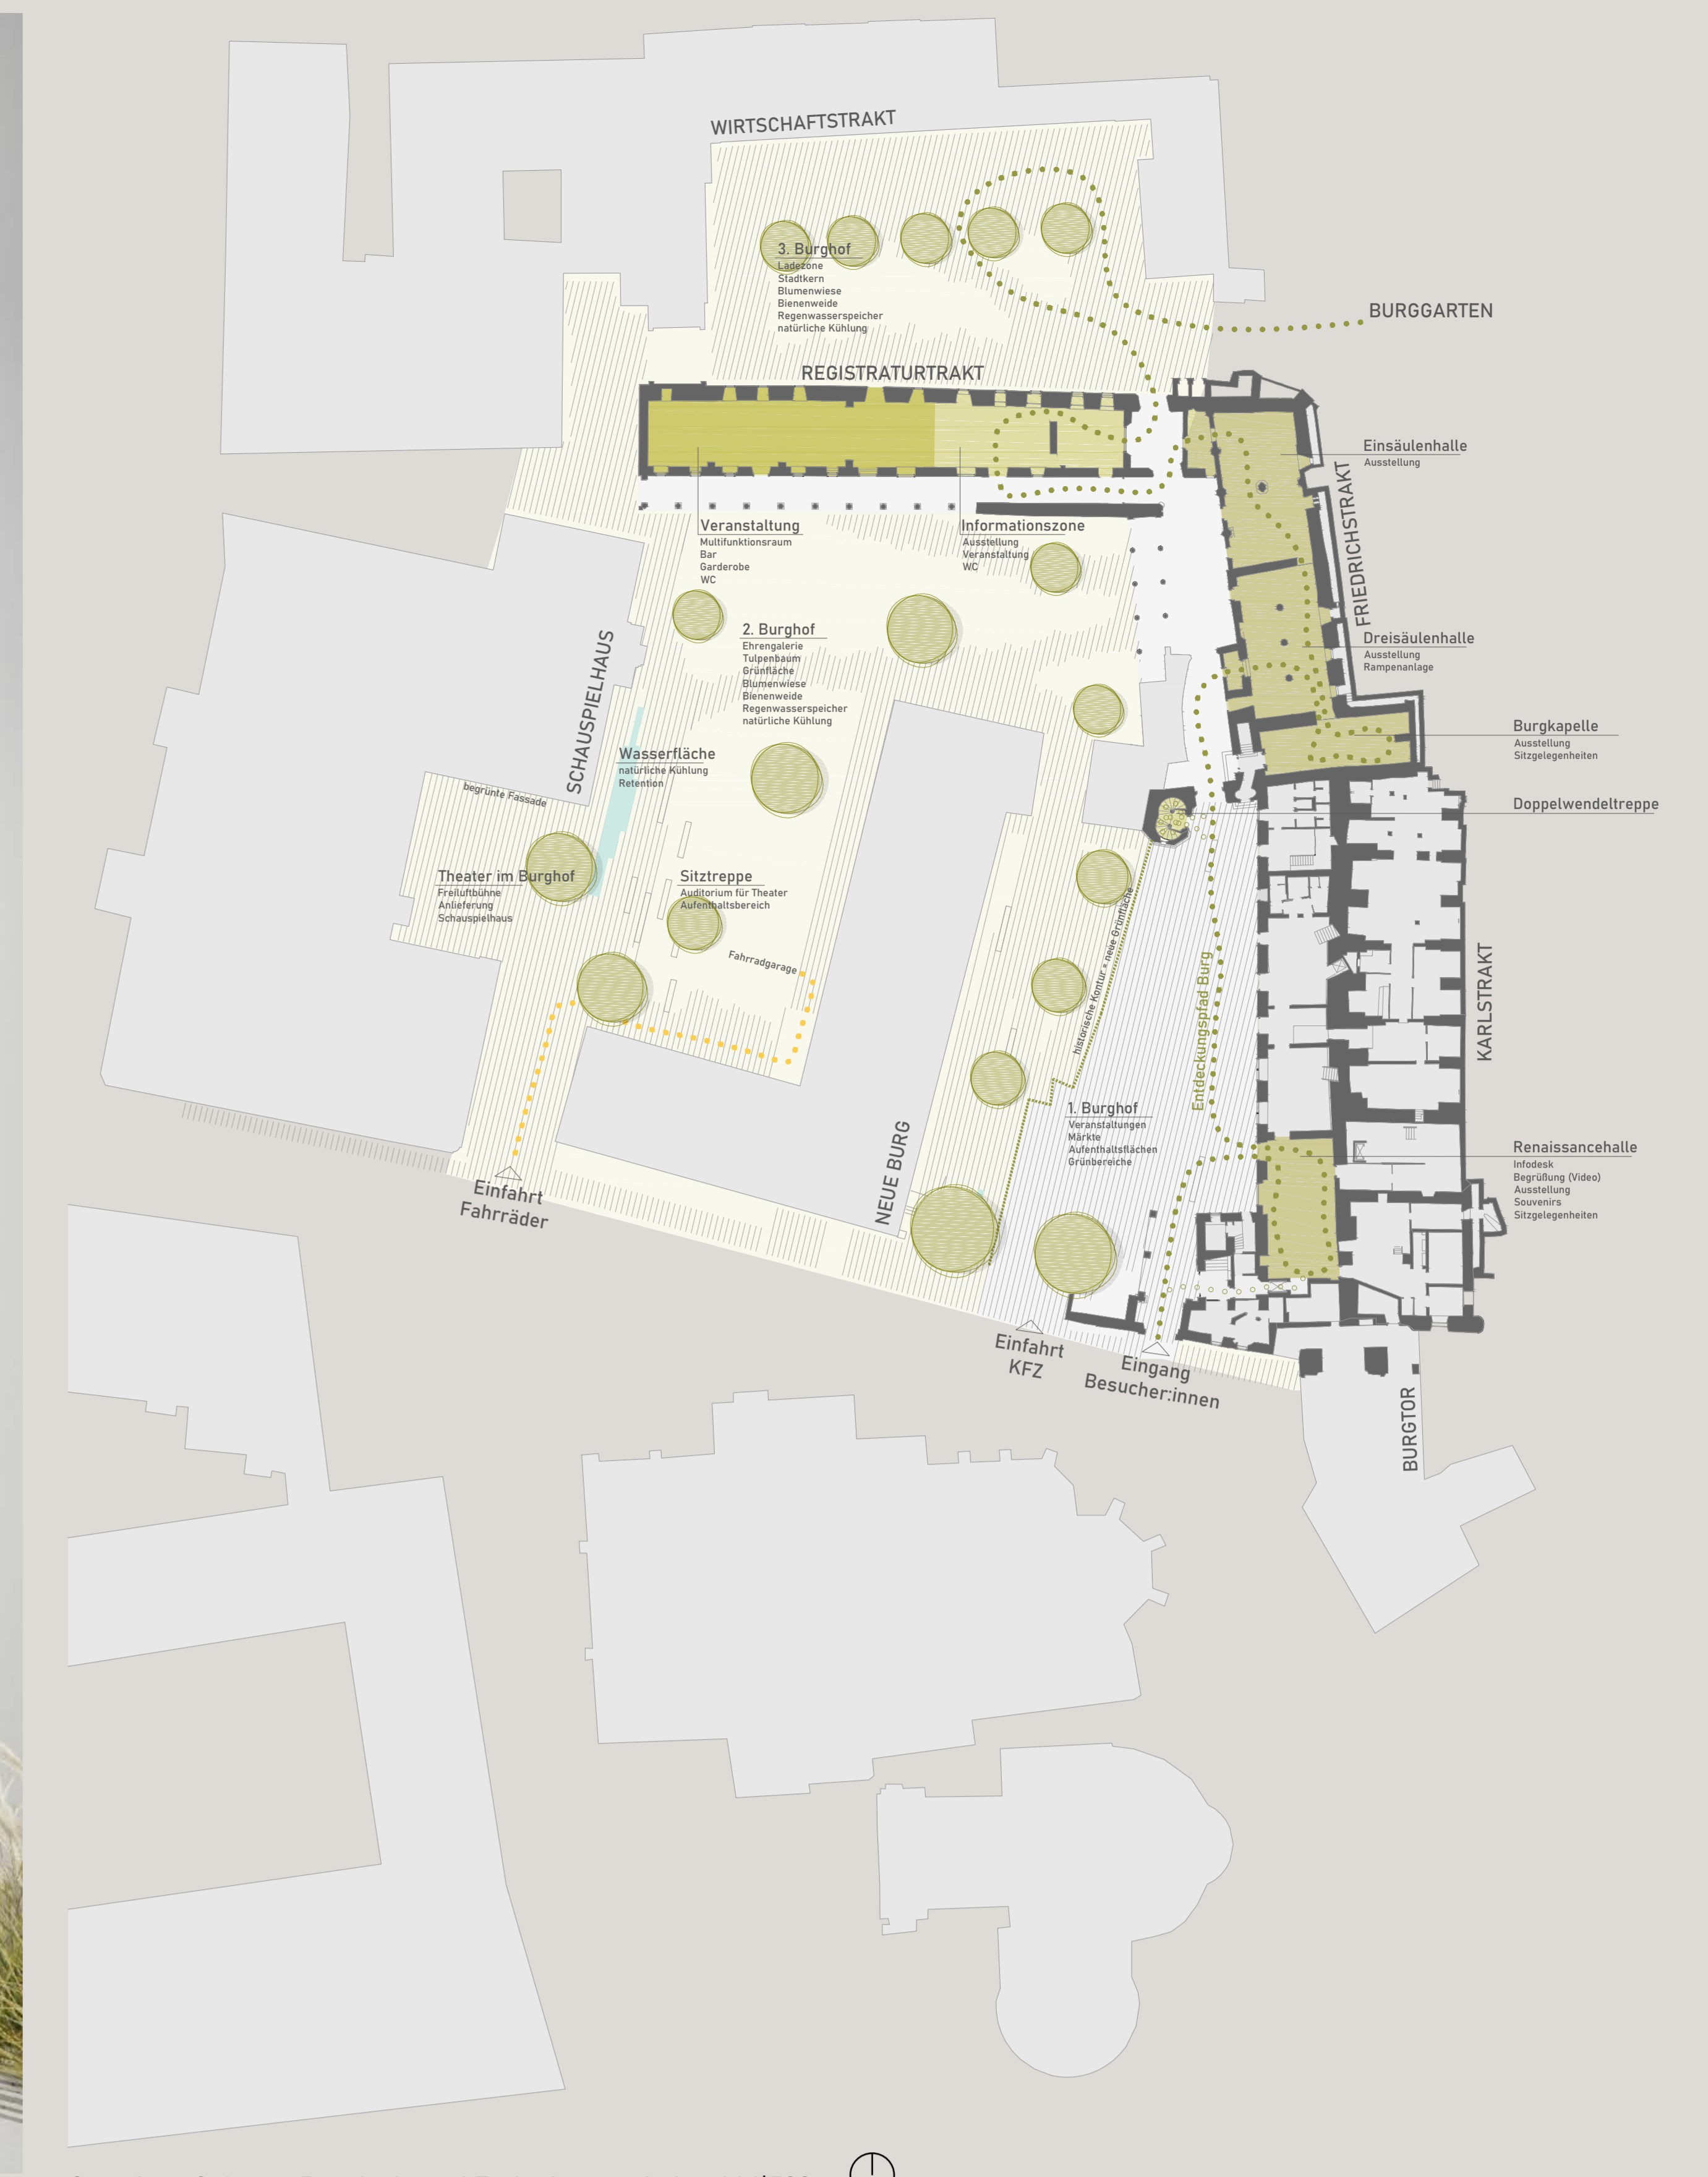 WIRTSCHAFTSTRAKT
3. Burghof
Ladezone
Stadtkern
Blumenwiese
Bienenweide
Regenwasserspeicher
natürliche Kühlung
BURGGARTEN
REGISTRATURTRAKT
Einsäulenhalle
Ausstellung
FRIEDRICHSTRAKT
Veranstaltung
Multifunktionsraum
Bar
Garderobe
WC
Informationszone
Ausstellung
Veranstaltung
WC
2. Burghof
Ehrengalerie
Tulpenbaum
Grünfläche
Blumenwiese
Bienenweide
Regenwasserspeicher
natürliche Kühlung
Dreisäulenhalle
Ausstellung
Rampenanlage
SCHAUSPIELHAUS
Wasserfläche
natürliche Kühlung
Retention
Burgkapelle
Ausstellung
Sitzgelegenheiten
begrünte Fassade
Doppelwendeltreppe
Theater im Burghof
Freiluftbühne
Anlieferung
Schauspielhaus
Sitztreppe
Auditorium für Theater
Aufenthaltsbereich
Fahrradgarage
historische Kontur = neue Grünfläche
Entdeckungspfad Burg
KARLSTRAKT
1. Burghof
Veranstaltungen
Märkte
Aufenthaltsflächen
Grünbereiche
NEUE BURG
Renaissancehalle
Infodesk
Begrüßung (Video)
Ausstellung
Souvenirs
Sitzgelegenheiten
Einfahrt
Fahrräder
Einfahrt
KFZ
Eingang
Besucher:innen
BURGTOR